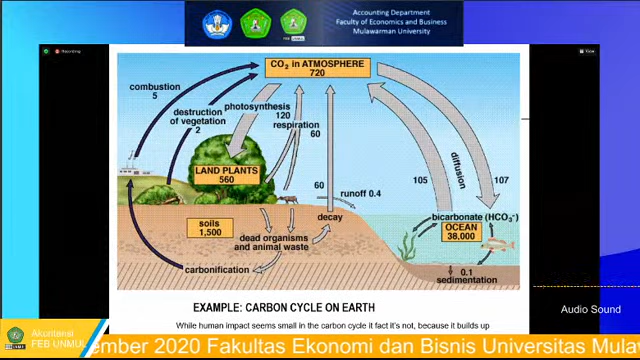 Accounting Department
Faculty of Economics and Business
Mulawarman University
Recording
View
CO2 in ATMOSPHERE
720
combustion
5
destruction
of vegetation
2
photosynthesis
120
respiration
60
LAND PLANTS
560
60
runoff 0.4
105
diffusion
107
soils
1,500
decay
dead organisms
and animal waste
carbonification
bicarbonate (HCO3-)
OCEAN
38,000
0.1
sedimentation
EXAMPLE: CARBON CYCLE ON EARTH
While human impact seems small in the carbon cycle it fact it's not, because it builds up
Audio Sound
Akuntansi
FEB UNMUL
ember 2020 Fakultas Ekonomi dan Bisnis Universitas Mula